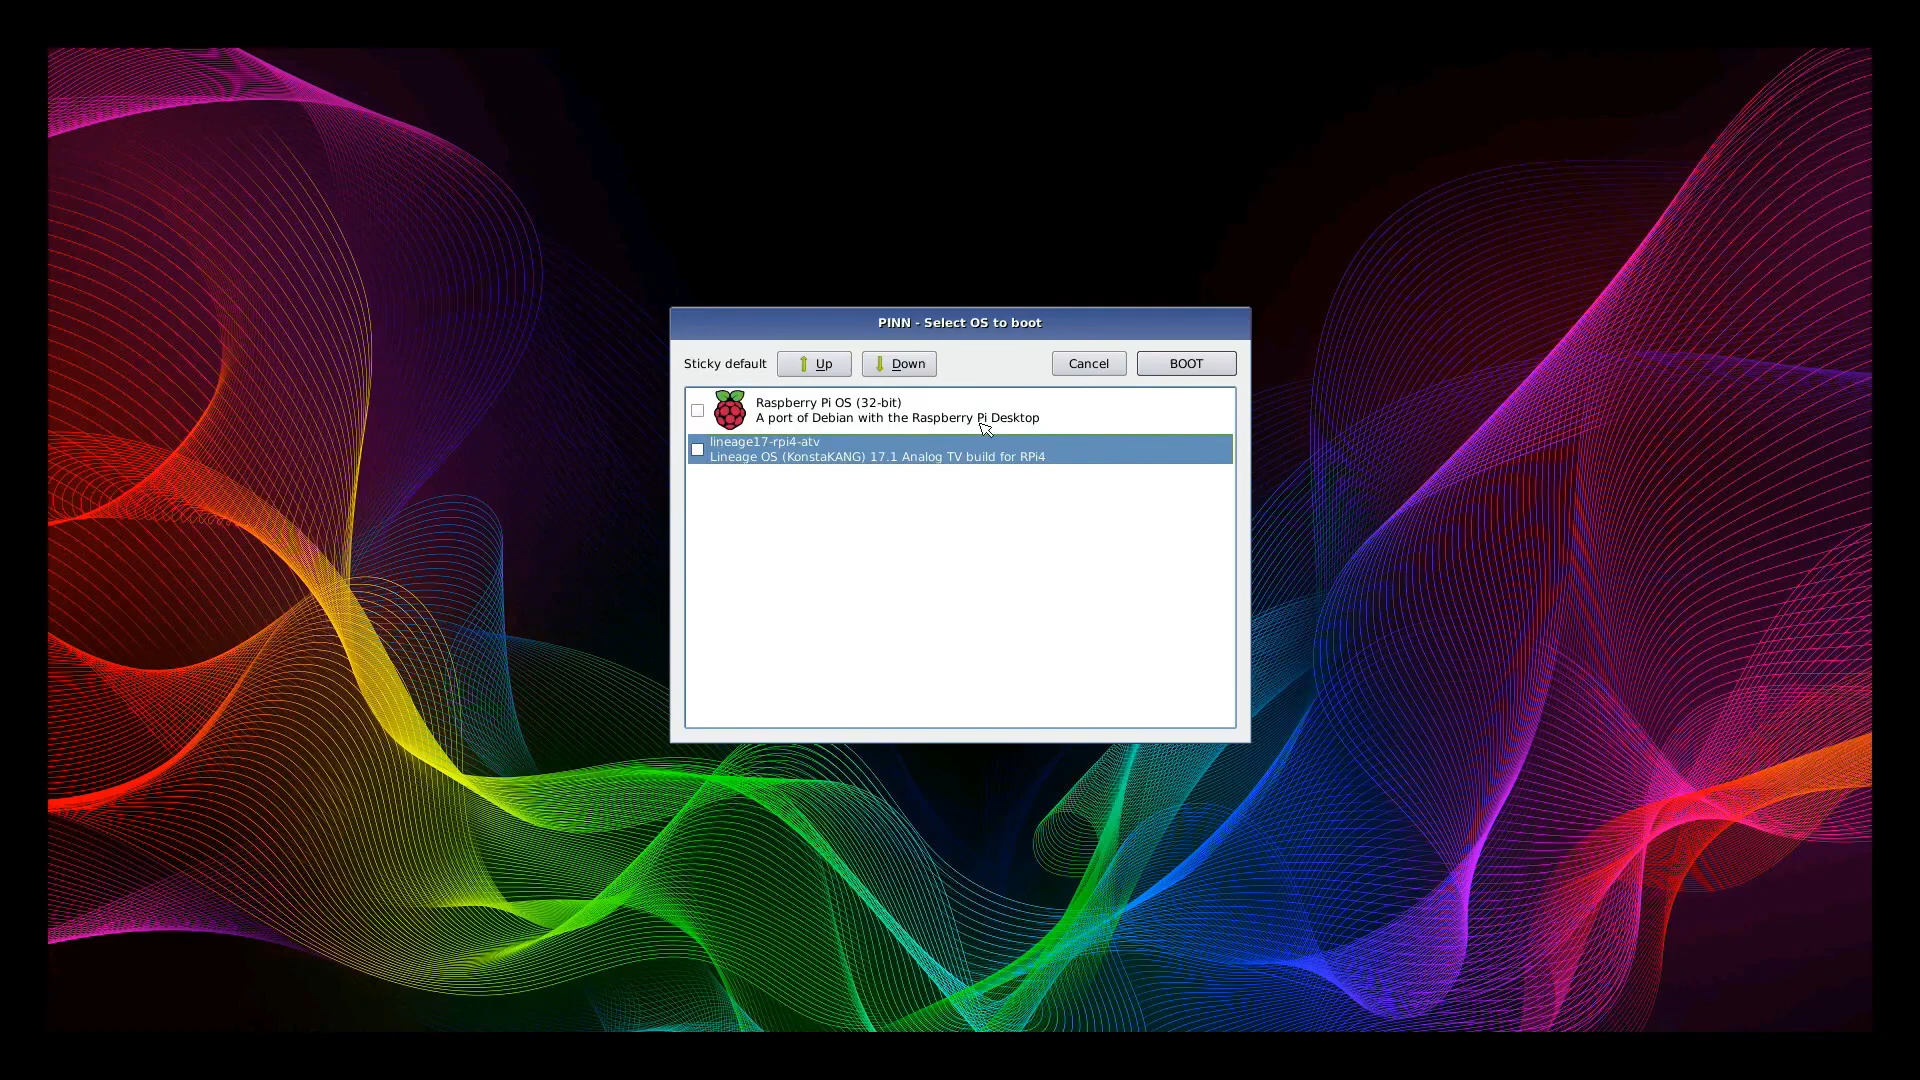 PINN - Select OS to boot
Sticky default Up Down Cancel BOOT
Raspberry Pi OS (32-bit)
A port of Debian with the Raspberry Pi Desktop
lineage17-rpi4-atv
Lineage OS (KonstaKANG) 17.1 Analog TV build for RPi4